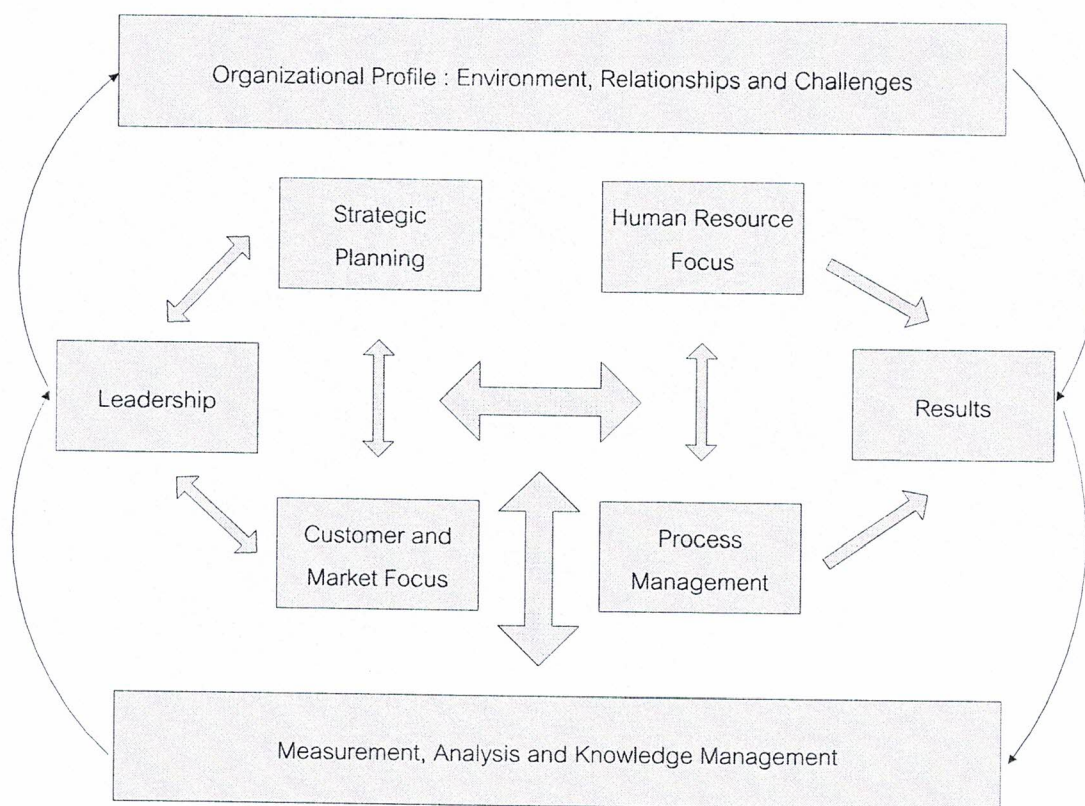 Organizational Profile : Environment, Relationships and Challenges
Strategic
Planning
Human Resource
Focus
Leadership
Results
Customer and
Market Focus
Process
Management
Measurement, Analysis and Knowledge Management